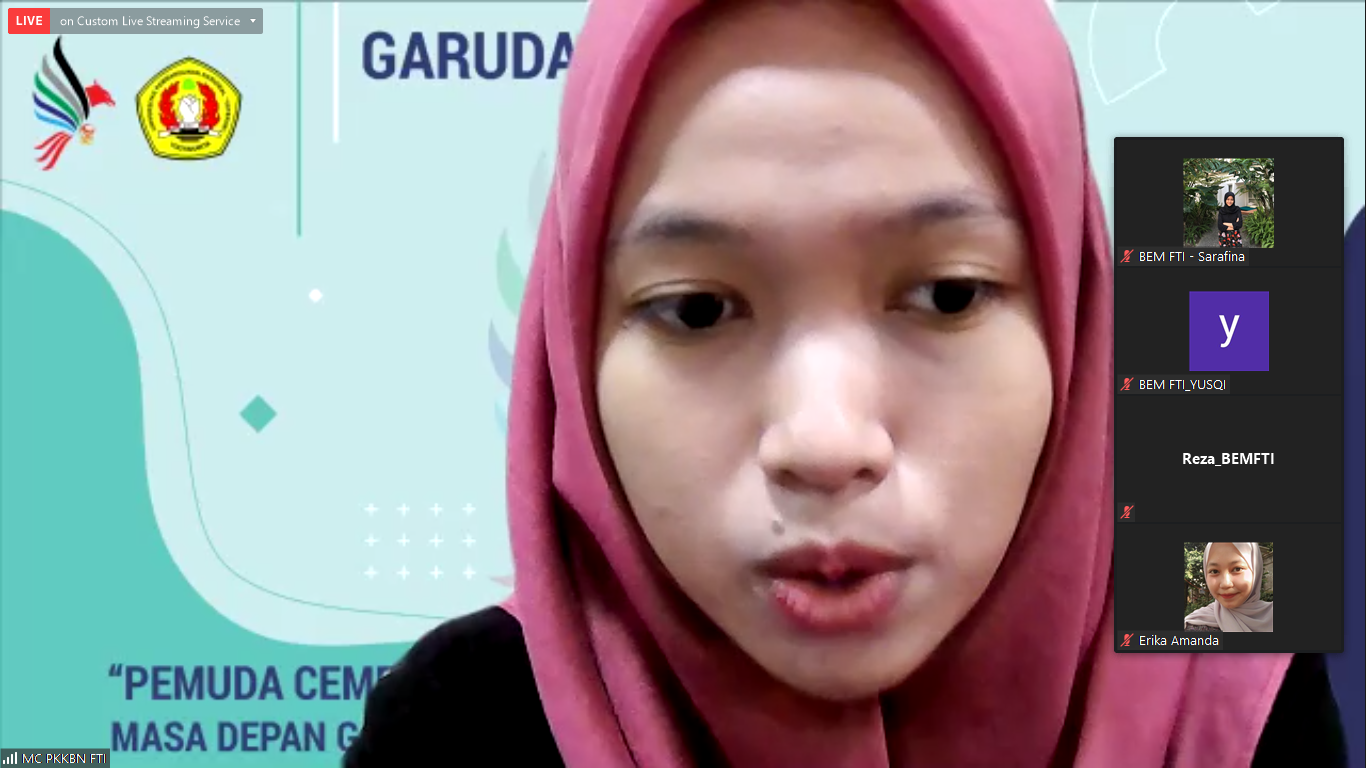 LIVE on Custom Live Streaming Service
GARUDA
YOGYAKARTA
BEM FTI - Sarafina
y
BEM FTI_YUSQI
Reza_BEMFTI
Erika Amanda
“PEMUDA
MASA DEPAN
MC PKKBN FTI